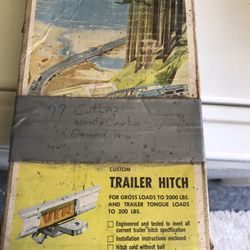 77 CUTLAS
MONTE CARLO
Grand Prix
CUSTOM
TRAILER HITCH
FOR GROSS LOADS TO 2000 LBS.
AND TRAILER TONGUE LOADS
TO 200 LBS.
Engineered and tested to meet all
current trailer hitch specification
Installation instructions enclosed
Hitch sold without ball